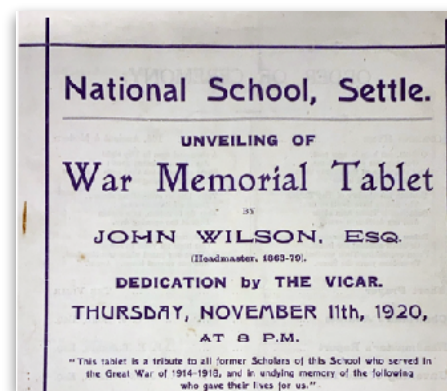 National School, Settle.
UNVEILING OF
War Memorial Tablet
BY
JOHN WILSON, ESQ.
(Headmaster, 1863-79).
DEDICATION by THE VICAR.
THURSDAY, NOVEMBER 11th, 1920,
AT 8 P.M.
"This tablet is a tribute to all former Scholars of this School who served in
the Great War of 1914-1918, and in undying memory of the following
who gave their lives for us."